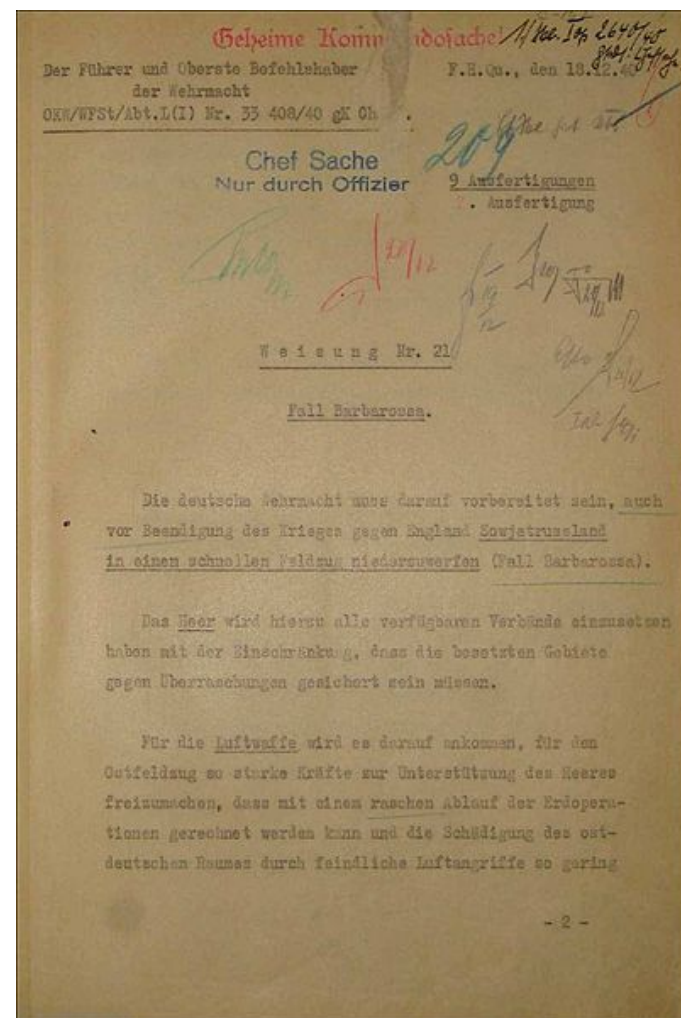 Geheime Kommandosache!
Der Führer und Oberste Befehlshaber
der Wehrmacht
OKW/WFSt/Abt.L(I) Nr. 33 408/40 gK Ch .
F.H.Qu., den 18.12.40
Chef Sache
Nur durch Offizier
209
9 Ausfertigungen
2. Ausfertigung
Weisung Nr. 21
Fall Barbarossa.
Die deutsche Wehrmacht muss darauf vorbereitet sein, auch
vor Beendigung des Krieges gegen England Sowjetrussland
in einem schnellen Feldzug niederzuwerfen (Fall Barbarossa).
Das Heer wird hierzu alle verfügbaren Verbände einzusetzen
haben mit der Einschränkung, dass die besetzten Gebiete
gegen Überraschungen gesichert sein müssen.
Für die Luftwaffe wird es darauf ankommen, für den
Ostfeldzug so starke Kräfte zur Unterstützung des Heeres
freizumachen, dass mit einem raschen Ablauf der Erdopera-
tionen gerechnet werden kann und die Schädigung des ost-
deutschen Raumes durch feindliche Luftangriffe so gering
- 2 -